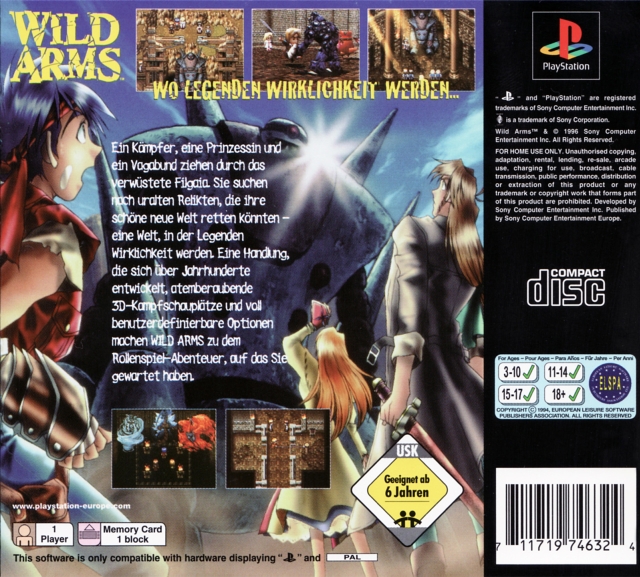 WILD
ARMS™
WO LEGENDEN WIRKLICHKEIT WERDEN...
Ein Kämpfer, eine Prinzessin und
ein Vagabund ziehen durch das
verwüstete Filgaia. Sie suchen
nach uralten Relikten, die ihre
schöne neue Welt retten könnten –
eine Welt, in der Legenden
Wirklichkeit werden. Eine Handlung,
die sich über Jahrhunderte
entwickelt, atemberaubende
3D-Kampfschauplätze und voll
benutzerdefinierbare Optionen
machen WILD ARMS zu dem
Rollenspiel-Abenteuer, auf das Sie
gewartet haben.
USK
Geeignet ab
6 Jahren
www.playstation-europe.com
1
Player
Memory Card
1 block
This software is only compatible with hardware displaying "PS" and PAL
PlayStation
" " and "PlayStation" are registered
trademarks of Sony Computer Entertainment Inc.
is a trademark of Sony Corporation.
Wild Arms™ & © 1996 Sony Computer
Entertainment Inc. All Rights Reserved.
FOR HOME USE ONLY. Unauthorised copying,
adaptation, rental, lending, re-sale, arcade
use, charging for use, broadcast, cable
transmission, public performance, distribution
or extraction of this product or any
trademark or copyright work that forms part
of this product are prohibited. Developed by
Sony Computer Entertainment Inc. Published
by Sony Computer Entertainment Europe.
COMPACT
disc
For Ages - Pour Ages - Para Años - Für Jahre - Per Anni
3-10 ✓ 11-14 ✓
15-17 ✓ 18+ ✓
ELSPA
COPYRIGHT © 1994, EUROPEAN LEISURE SOFTWARE
PUBLISHERS ASSOCIATION. ALL RIGHTS RESERVED.
7 11719 74632 4